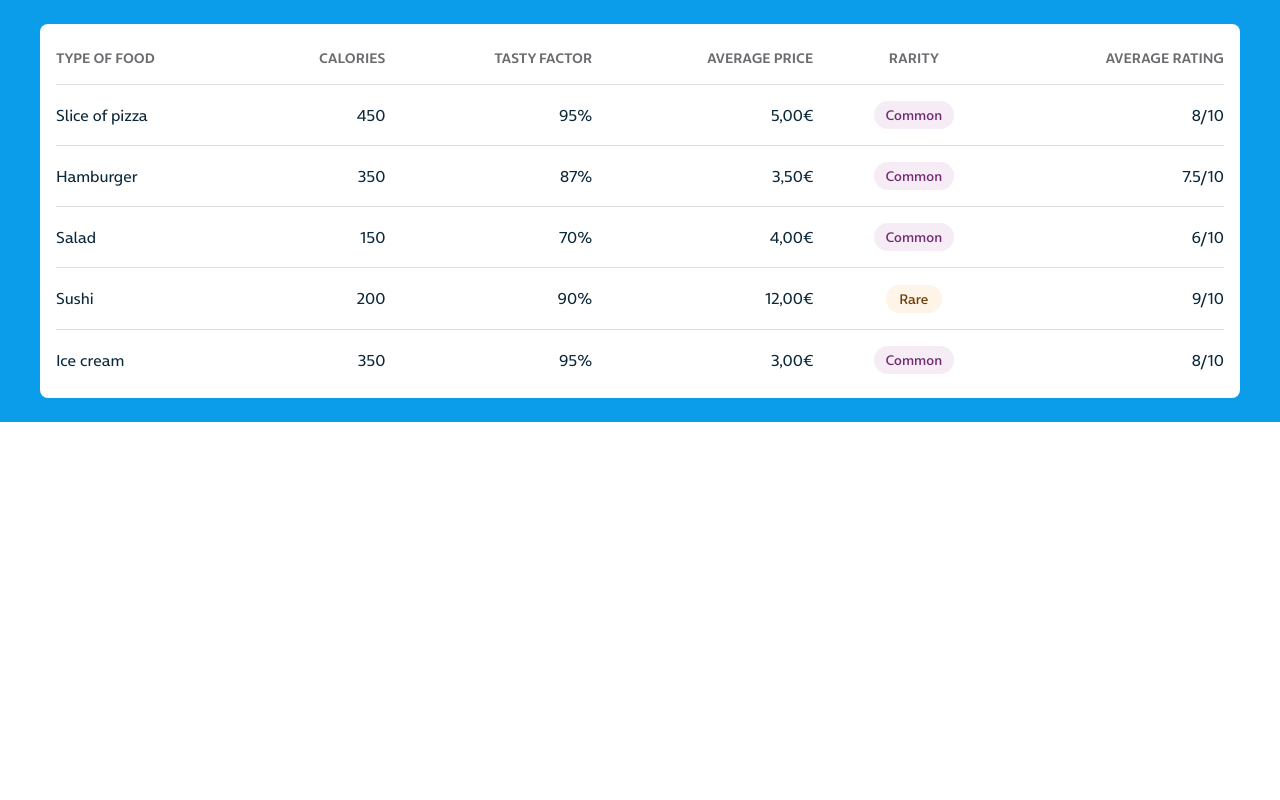 TYPE OF FOOD CALORIES TASTY FACTOR AVERAGE PRICE RARITY AVERAGE RATING
Slice of pizza 450 95% 5,00€ Common 8/10
Hamburger 350 87% 3,50€ Common 7.5/10
Salad 150 70% 4,00€ Common 6/10
Sushi 200 90% 12,00€ Rare 9/10
Ice cream 350 95% 3,00€ Common 8/10